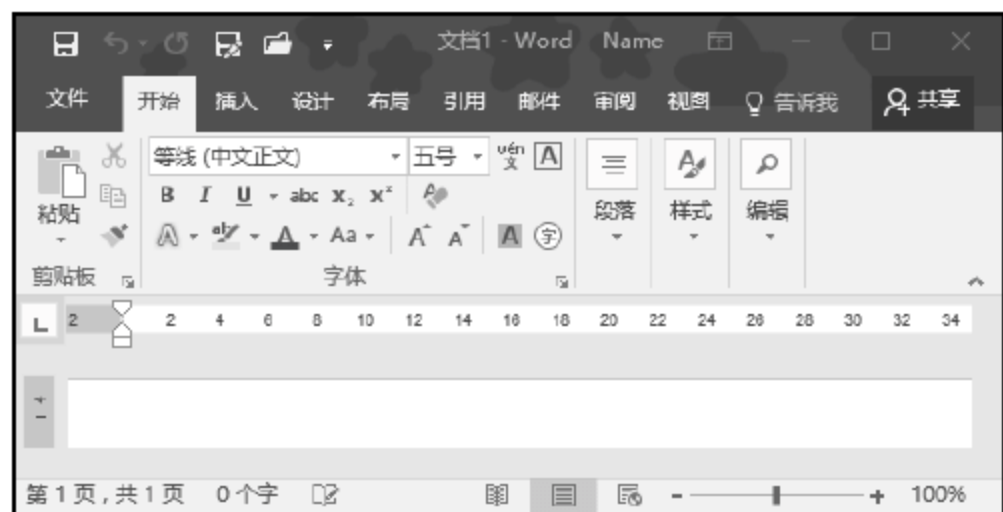 文档1 - Word Name
文件 开始 插入 设计 布局 引用 邮件 审阅 视图 告诉我 共享
等线 (中文正文) 五号 wén 文 A
B I U abc X₂ X²
粘贴 段落 样式 编辑
A aby A Aa A A A 字
剪贴板 字体
L 2 2 4 6 8 10 12 14 16 18 20 22 24 26 28 30 32 34
第 1 页 , 共 1 页 0 个字 100%